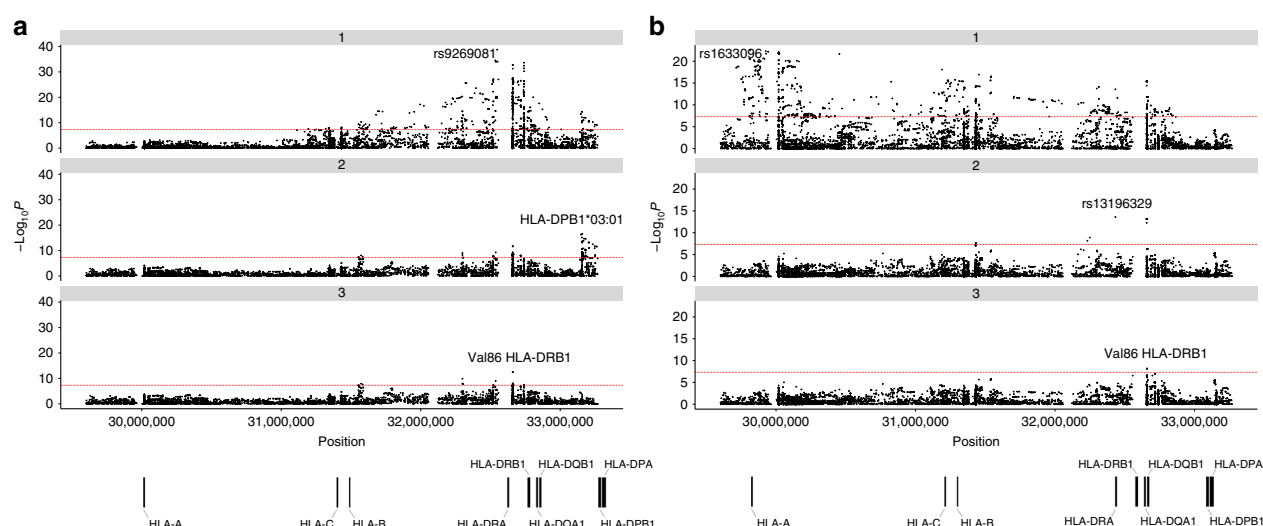 a
1
rs9269081
40
30
20
10
0
2
HLA-DPB1*03:01
40
30
20
10
0
–Log10P
3
Val86 HLA-DRB1
40
30
20
10
0
30,000,000 31,000,000 32,000,000 33,000,000
Position
HLA-DRB1 HLA-DQB1 HLA-DPA
HLA-A HLA-C HLA-B HLA-DRA HLA-DQA1 HLA-DPB1
b
1
rs1633096
20
15
10
5
0
2
rs13196329
20
15
10
5
0
–Log10P
3
Val86 HLA-DRB1
20
15
10
5
0
30,000,000 31,000,000 32,000,000 33,000,000
Position
HLA-DRB1 HLA-DQB1 HLA-DPA
HLA-A HLA-C HLA-B HLA-DRA HLA-DQA1 HLA-DPB1